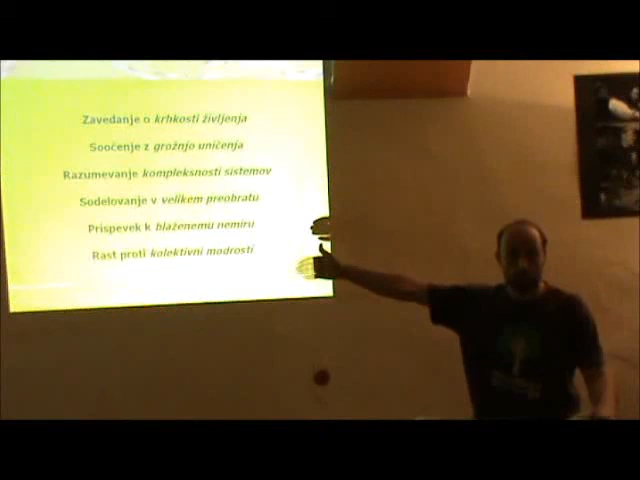 Zavedanje o krhkosti življenja
Soočenje z grožnjo uničenja
Razumevanje kompleksnosti sistemov
Sodelovanje v velikem preobratu
Prispevek k blaženemu nemiru
Rast proti kolektivni modrosti